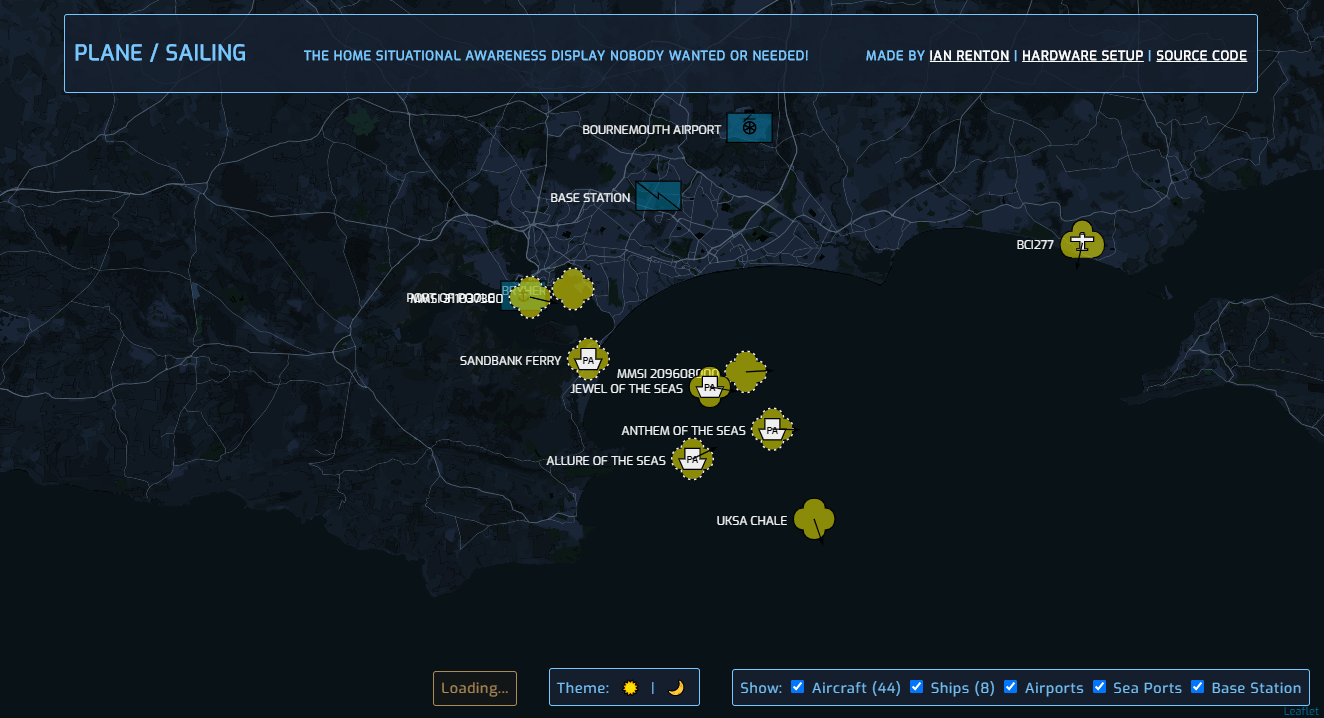 PLANE / SAILING
THE HOME SITUATIONAL AWARENESS DISPLAY NOBODY WANTED OR NEEDED!
MADE BY IAN RENTON | HARDWARE SETUP | SOURCE CODE
BOURNEMOUTH AIRPORT
BASE STATION
BCI277
SANDBANK FERRY
PA
MMSI 209608000
JEWEL OF THE SEAS
PA
ANTHEM OF THE SEAS
PA
ALLURE OF THE SEAS
PA
UKSA CHALE
Loading...
Theme: |
Show: Aircraft (44) Ships (8) Airports Sea Ports Base Station
Leaflet